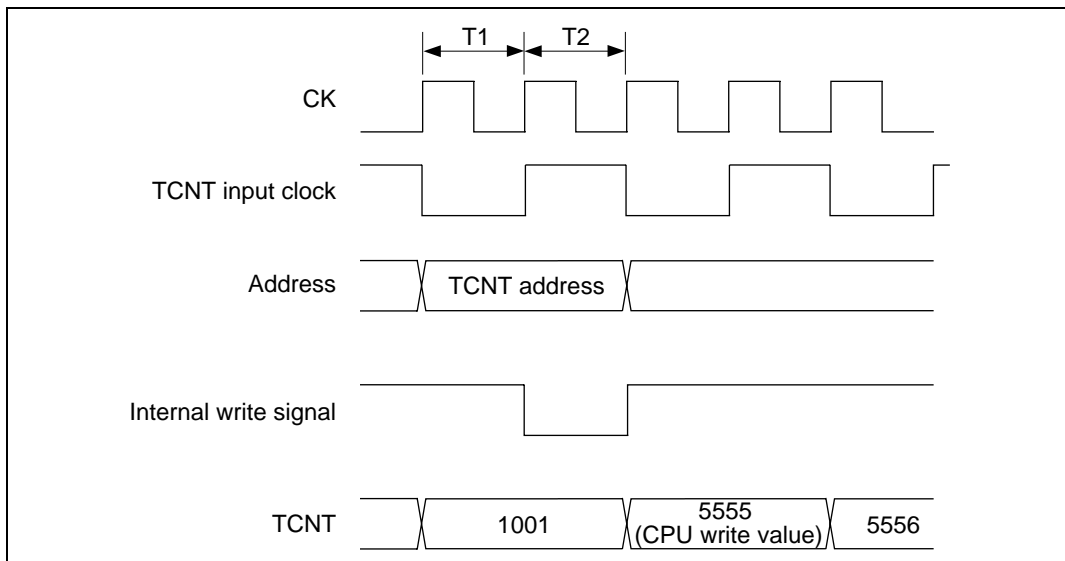 T1 T2
CK
TCNT input clock
Address TCNT address
Internal write signal
TCNT 1001 5555 5556
(CPU write value)